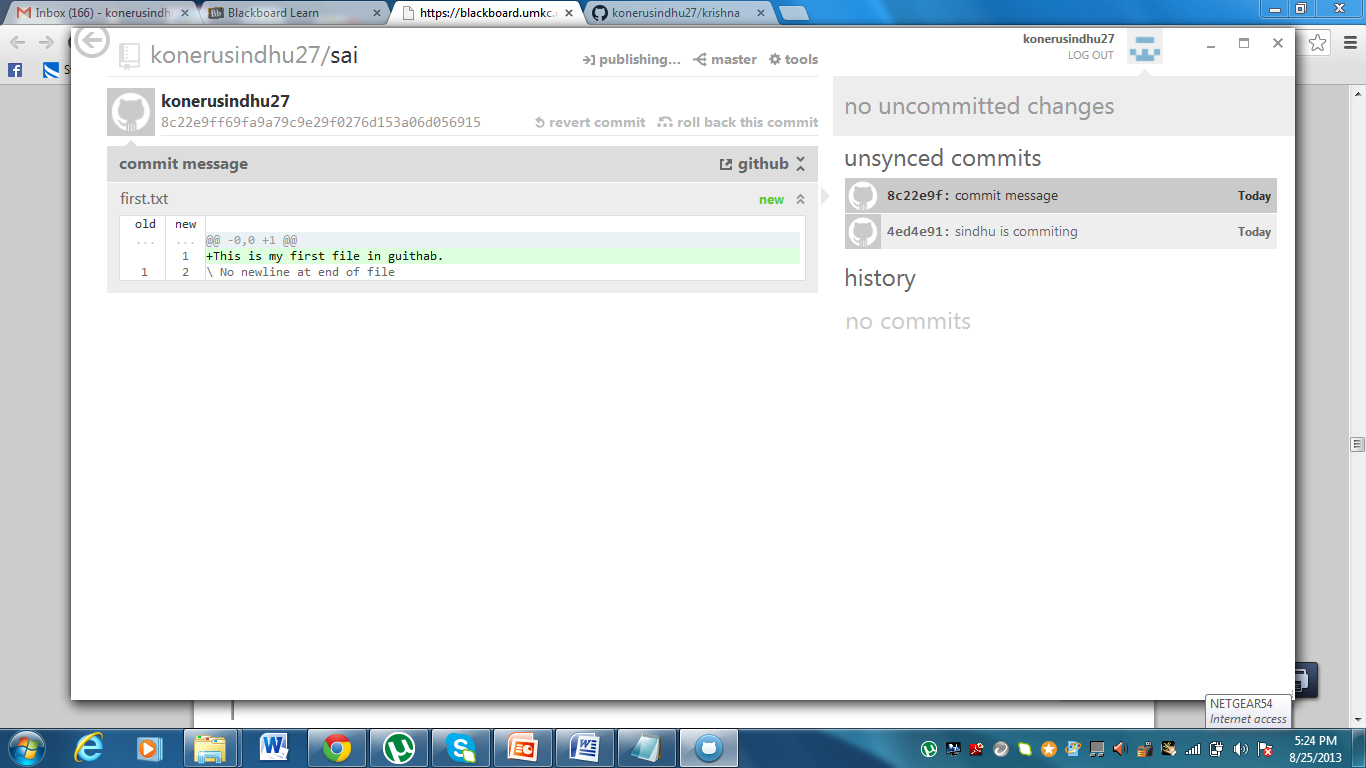 Inbox (166) - konerusindh
Blackboard Learn
https://blackboard.umkc.
konerusindhu27/krishna
konerusindhu27/sai
publishing...
master
tools
konerusindhu27
LOG OUT
konerusindhu27
8c22e9ff69fa9a79c9e29f0276d153a06d056915
revert commit
roll back this commit
commit message
github
first.txt
new
old new
... ... @@ -0,0 +1 @@
1 +This is my first file in guithab.
1 2 \ No newline at end of file
no uncommitted changes
unsynced commits
8c22e9f: commit message Today
4ed4e91: sindhu is commiting Today
history
no commits
NETGEAR54
Internet access
5:24 PM
8/25/2013